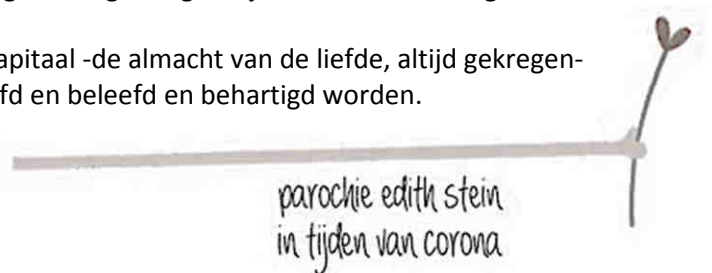 apitaal -de almacht van de liefde, altijd gekregen-
fd en beleefd en behartigd worden.
parochie edith stein
in tijden van corona